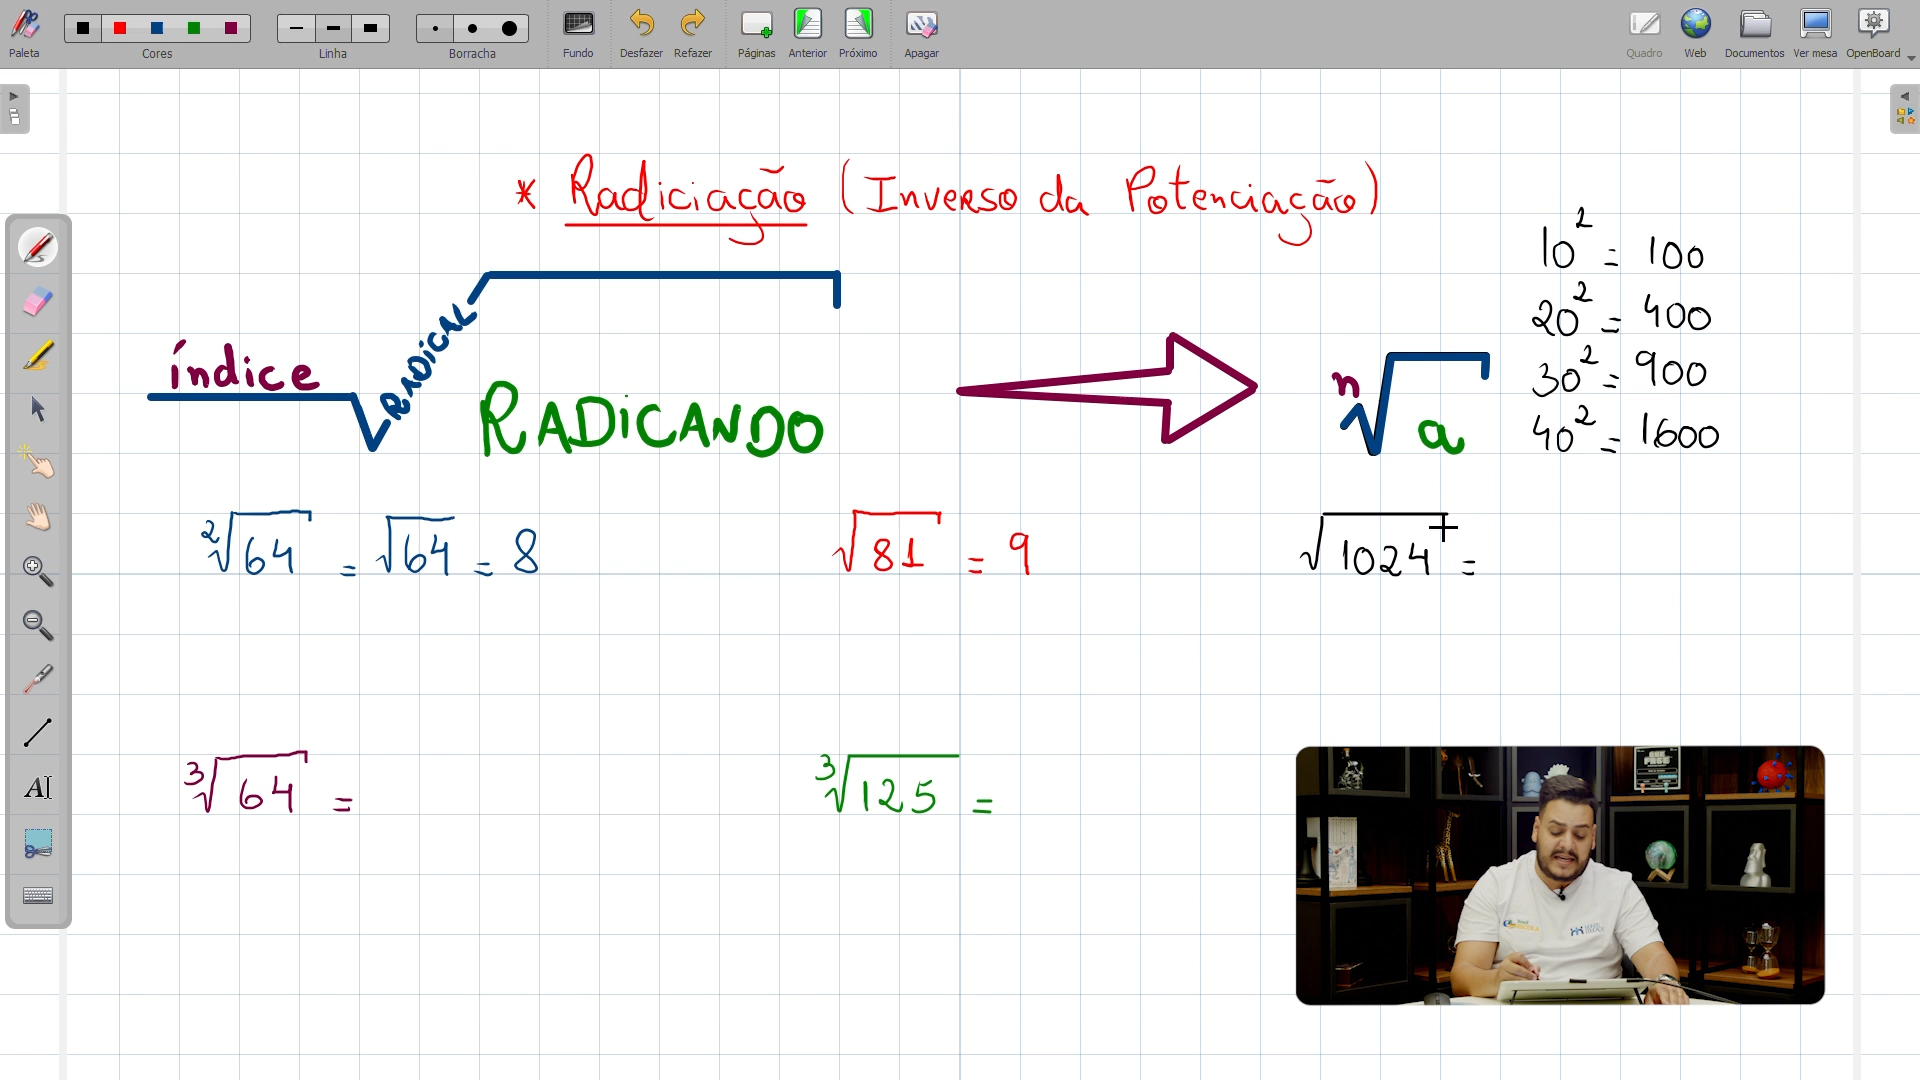 Paleta
Cores
Linha
Borracha
Fundo
Desfazer
Refazer
Páginas
Anterior
Próximo
Apagar
Quadro
Web
Documentos
Ver mesa
OpenBoard
* Radiciação (Inverso da Potenciação)
10² = 100
20² = 400
30² = 900
40² = 1600
índice
RADICAL
RADICANDO
n√a
²√64 = √64 = 8
√81 = 9
√1024 =
³√64 =
³√125 =